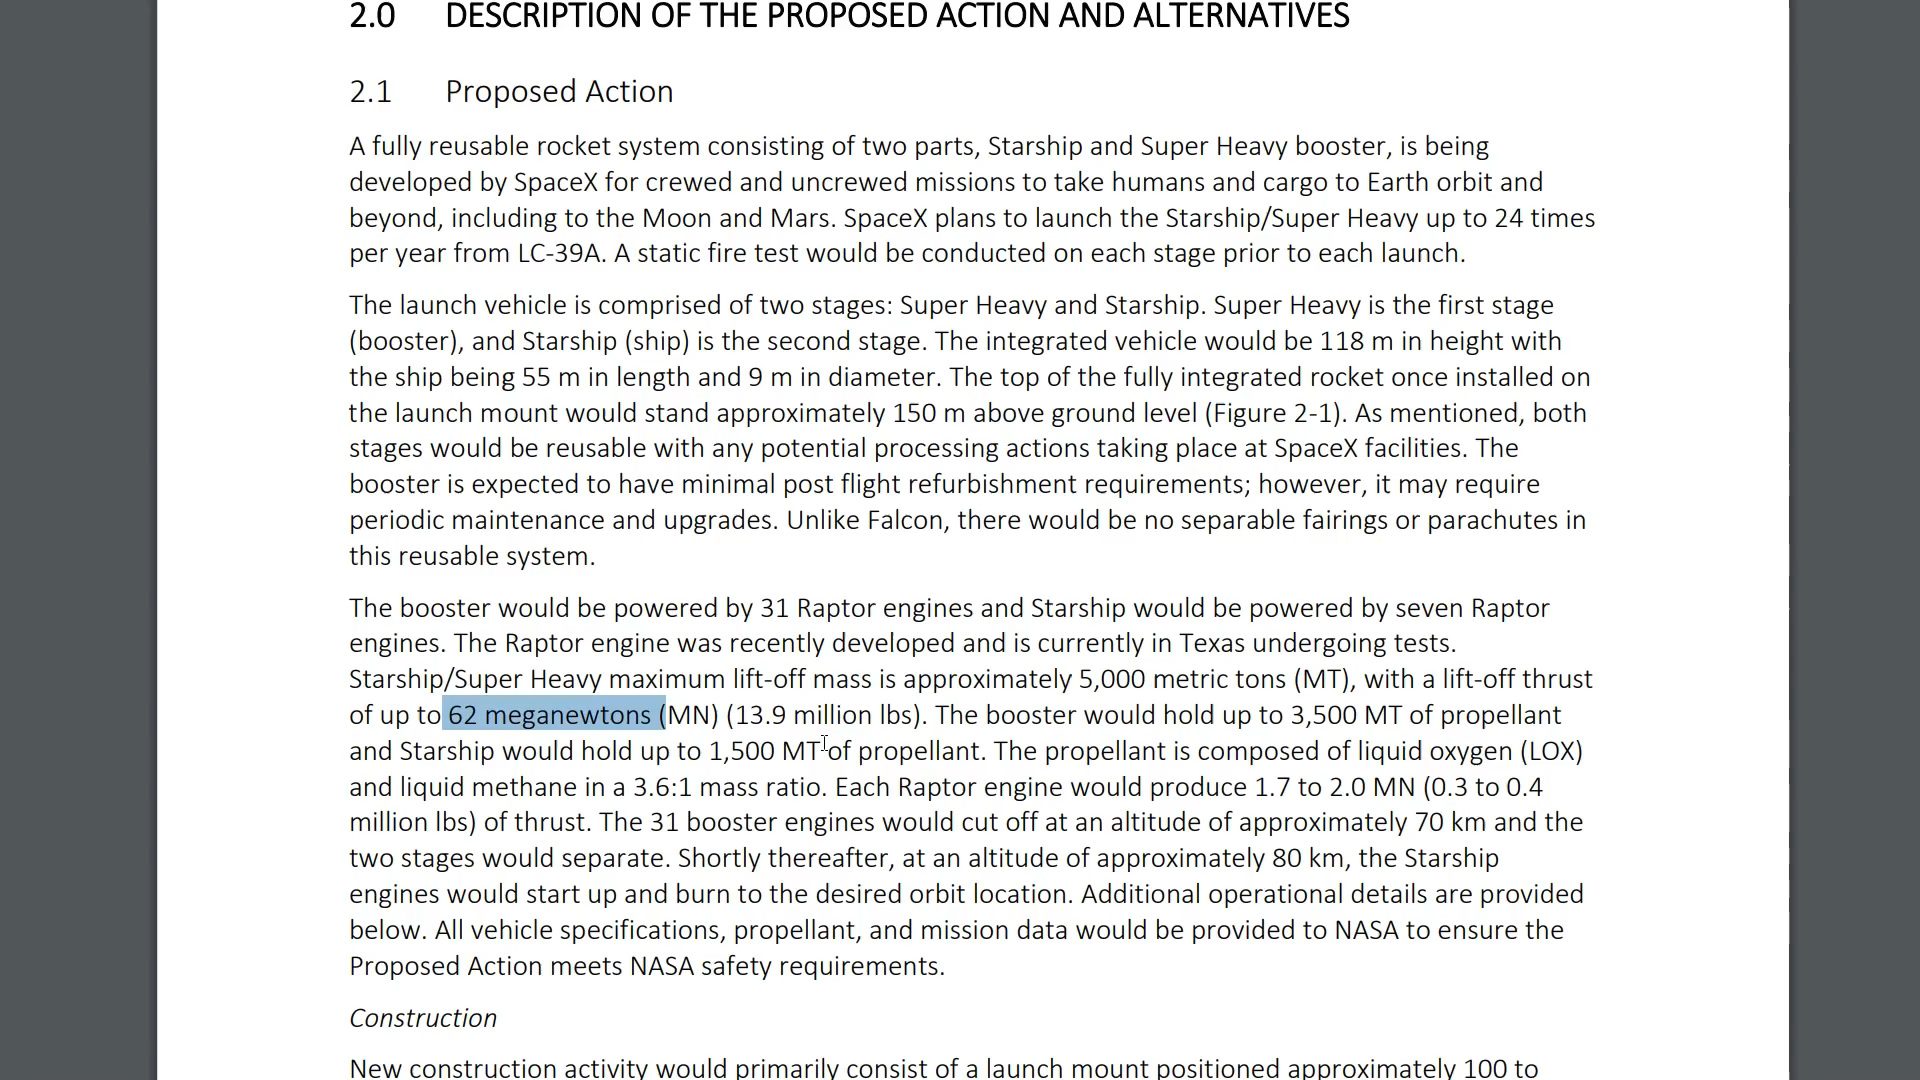 2.0 DESCRIPTION OF THE PROPOSED ACTION AND ALTERNATIVES
2.1 Proposed Action
A fully reusable rocket system consisting of two parts, Starship and Super Heavy booster, is being
developed by SpaceX for crewed and uncrewed missions to take humans and cargo to Earth orbit and
beyond, including to the Moon and Mars. SpaceX plans to launch the Starship/Super Heavy up to 24 times
per year from LC-39A. A static fire test would be conducted on each stage prior to each launch.
The launch vehicle is comprised of two stages: Super Heavy and Starship. Super Heavy is the first stage
(booster), and Starship (ship) is the second stage. The integrated vehicle would be 118 m in height with
the ship being 55 m in length and 9 m in diameter. The top of the fully integrated rocket once installed on
the launch mount would stand approximately 150 m above ground level (Figure 2-1). As mentioned, both
stages would be reusable with any potential processing actions taking place at SpaceX facilities. The
booster is expected to have minimal post flight refurbishment requirements; however, it may require
periodic maintenance and upgrades. Unlike Falcon, there would be no separable fairings or parachutes in
this reusable system.
The booster would be powered by 31 Raptor engines and Starship would be powered by seven Raptor
engines. The Raptor engine was recently developed and is currently in Texas undergoing tests.
Starship/Super Heavy maximum lift-off mass is approximately 5,000 metric tons (MT), with a lift-off thrust
of up to 62 meganewtons (MN) (13.9 million lbs). The booster would hold up to 3,500 MT of propellant
and Starship would hold up to 1,500 MT of propellant. The propellant is composed of liquid oxygen (LOX)
and liquid methane in a 3.6:1 mass ratio. Each Raptor engine would produce 1.7 to 2.0 MN (0.3 to 0.4
million lbs) of thrust. The 31 booster engines would cut off at an altitude of approximately 70 km and the
two stages would separate. Shortly thereafter, at an altitude of approximately 80 km, the Starship
engines would start up and burn to the desired orbit location. Additional operational details are provided
below. All vehicle specifications, propellant, and mission data would be provided to NASA to ensure the
Proposed Action meets NASA safety requirements.
Construction
New construction activity would primarily consist of a launch mount positioned approximately 100 to